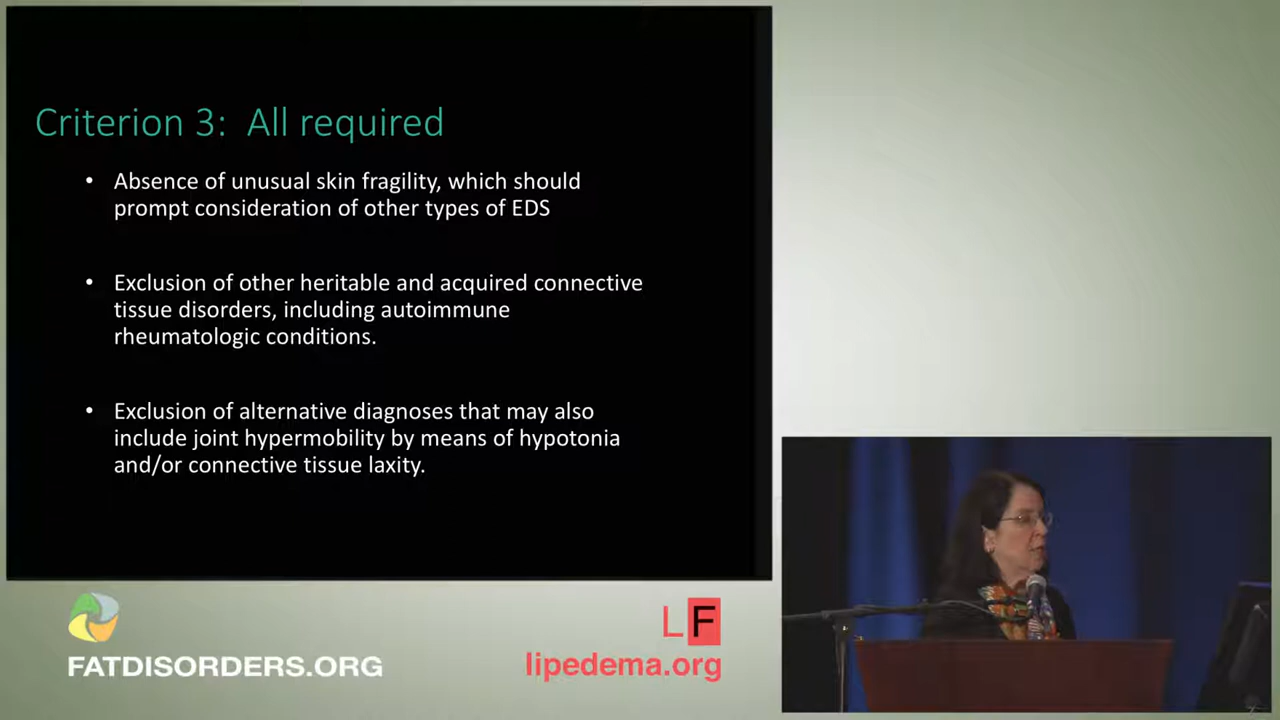 Criterion 3: All required
• Absence of unusual skin fragility, which should
prompt consideration of other types of EDS
• Exclusion of other heritable and acquired connective
tissue disorders, including autoimmune
rheumatologic conditions.
• Exclusion of alternative diagnoses that may also
include joint hypermobility by means of hypotonia
and/or connective tissue laxity.
FATDISORDERS.ORG
LF
lipedema.org